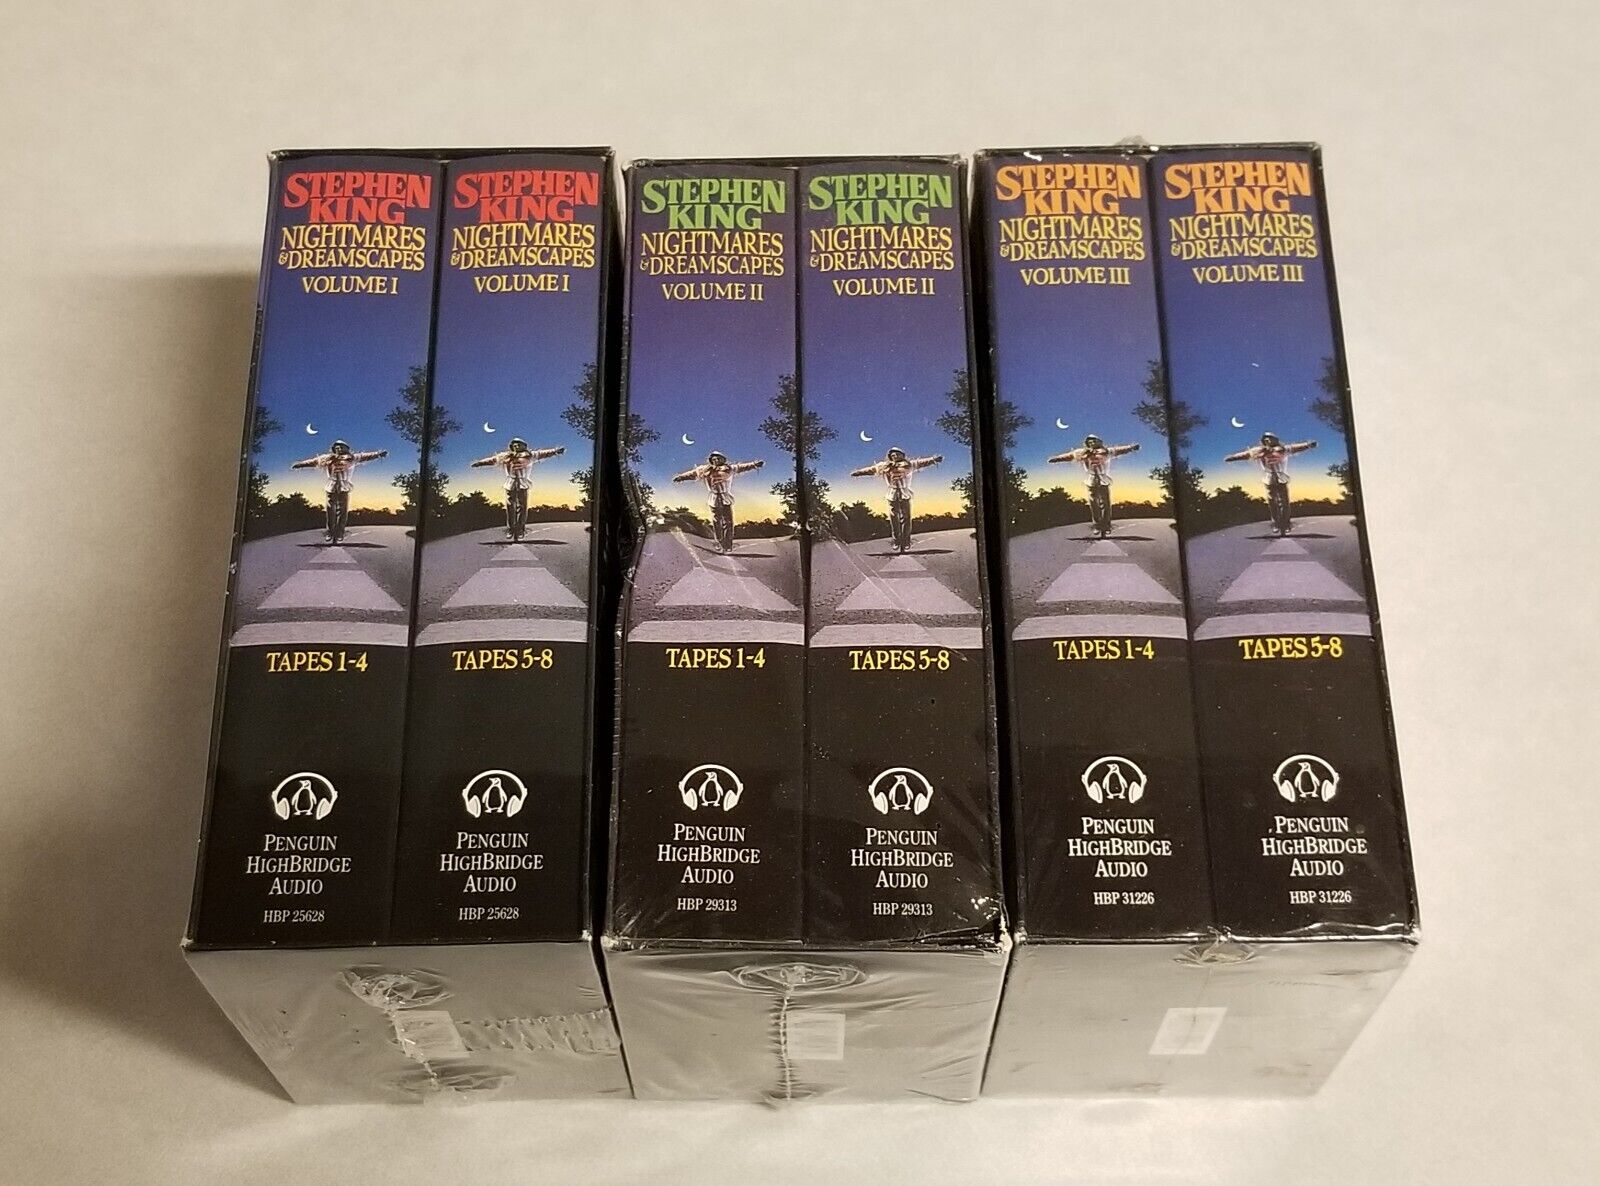 STEPHEN
KING
NIGHTMARES
& DREAMSCAPES
VOLUME I
TAPES 1-4
PENGUIN
HIGHBRIDGE
AUDIO
HBP 25628
STEPHEN
KING
NIGHTMARES
& DREAMSCAPES
VOLUME I
TAPES 5-8
PENGUIN
HIGHBRIDGE
AUDIO
HBP 25628
STEPHEN
KING
NIGHTMARES
& DREAMSCAPES
VOLUME II
TAPES 1-4
PENGUIN
HIGHBRIDGE
AUDIO
HBP 29313
STEPHEN
KING
NIGHTMARES
& DREAMSCAPES
VOLUME II
TAPES 5-8
PENGUIN
HIGHBRIDGE
AUDIO
HBP 29313
STEPHEN
KING
NIGHTMARES
& DREAMSCAPES
VOLUME III
TAPES 1-4
PENGUIN
HIGHBRIDGE
AUDIO
HBP 31226
STEPHEN
KING
NIGHTMARES
& DREAMSCAPES
VOLUME III
TAPES 5-8
PENGUIN
HIGHBRIDGE
AUDIO
HBP 31226